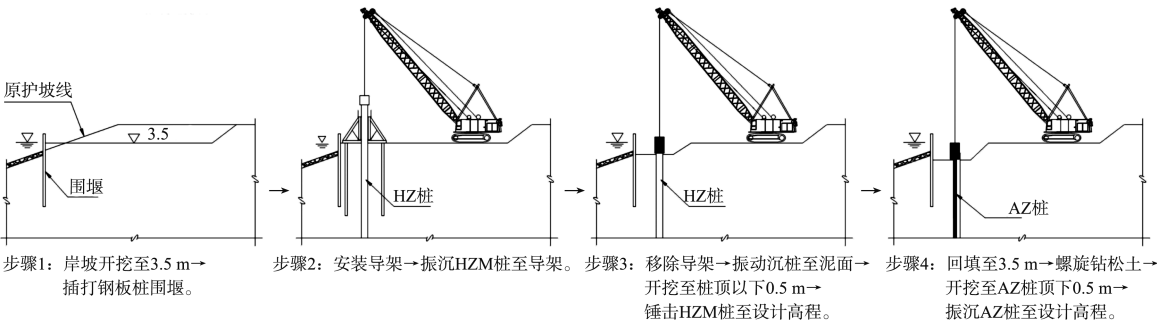 原护坡线
3.5
围堰
HZ桩
HZ桩
AZ桩
步骤1：岸坡开挖至3.5 m→
插打钢板桩围堰。
步骤2：安装导架→振沉HZM桩至导架。
步骤3：移除导架→振动沉桩至泥面→
开挖至桩顶以下0.5 m→
锤击HZM桩至设计高程。
步骤4：回填至3.5 m→螺旋钻松土→
开挖至AZ桩顶下0.5 m→
振沉AZ桩至设计高程。